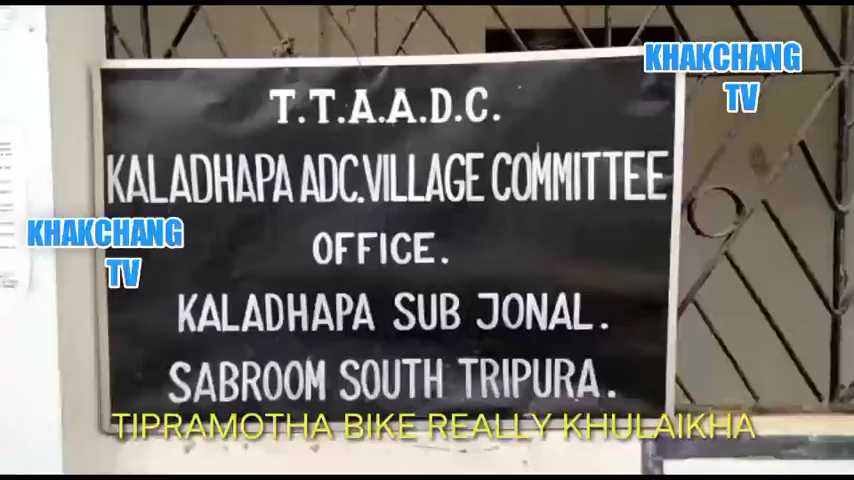 KHAKCHANG
TV
T.T.A.A.D.C.
KALADHAPA ADC.VILLAGE COMMITTEE
OFFICE.
KALADHAPA SUB JONAL.
SABROOM SOUTH TRIPURA.
KHAKCHANG
TV
TIPRAMOTHA BIKE REALLY KHULAIKHA